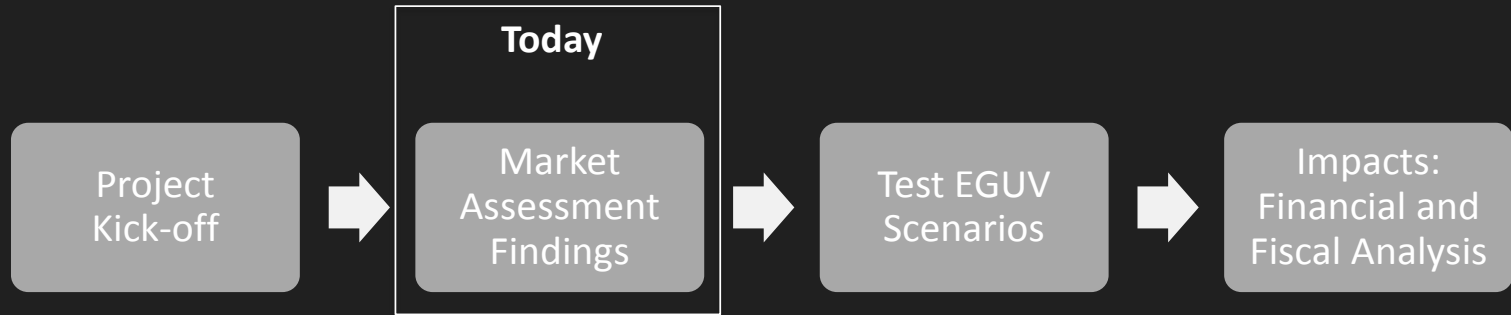 Today
Project
Kick-off
Market
Assessment
Findings
Test EGUV
Scenarios
Impacts:
Financial and
Fiscal Analysis